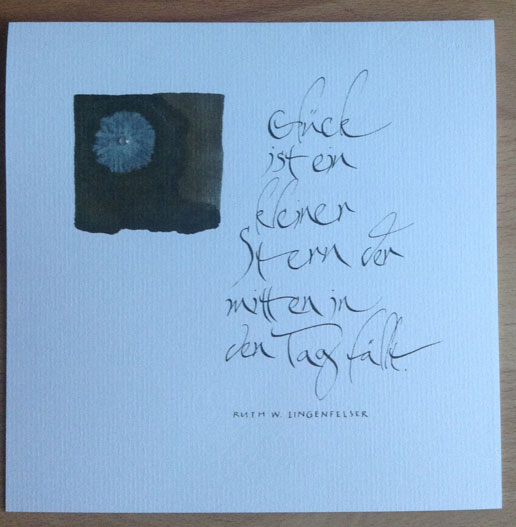 Glück
ist ein
kleiner
Stern der
mitten in
den Tag fällt.
RUTH W. LINGENFELSER